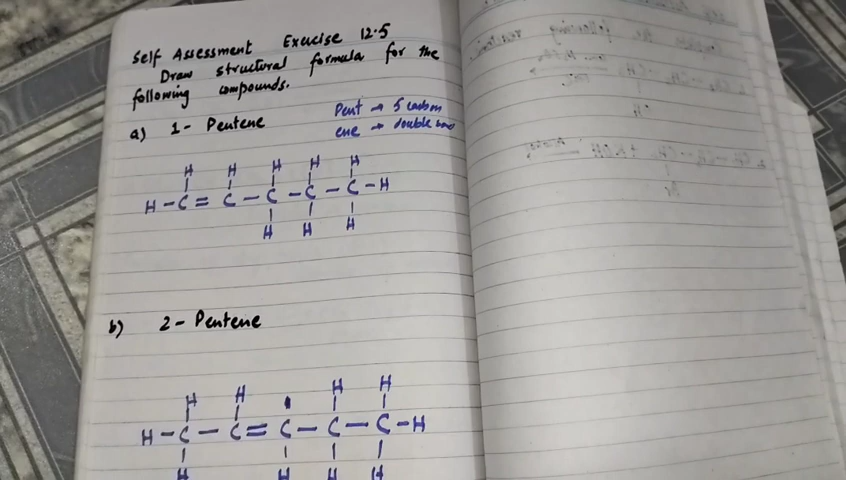 Self Assessment Exercise 12.5
Draw structural formula for the
following compounds.
a) 1- Pentene
Pent → 5 carbon
ene → double
H H H H H
H - C = C - C - C - C - H
H H H
b) 2- Pentene
H H H H
H - C - C = C - C - C - H
H H H H